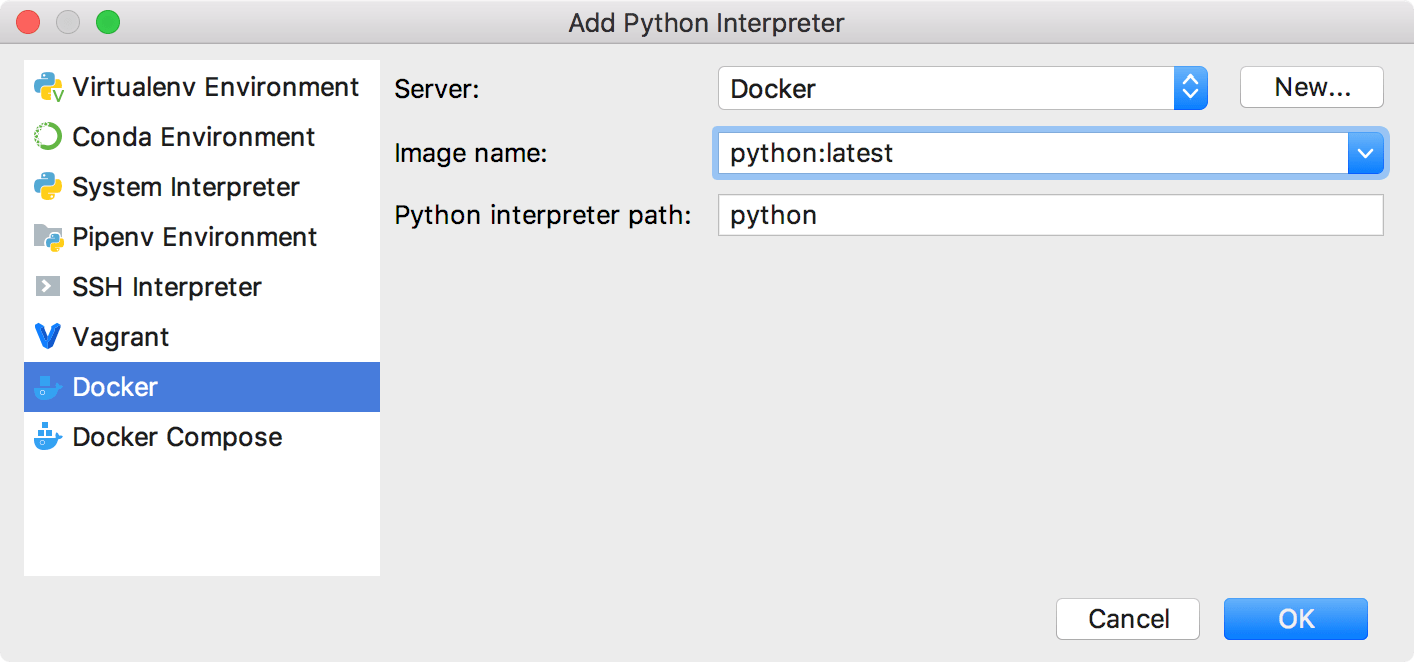 Add Python Interpreter
Virtualenv Environment
Conda Environment
System Interpreter
Pipenv Environment
SSH Interpreter
Vagrant
Docker
Docker Compose
Server:
Docker
New...
Image name:
python:latest
Python interpreter path:
python
Cancel
OK